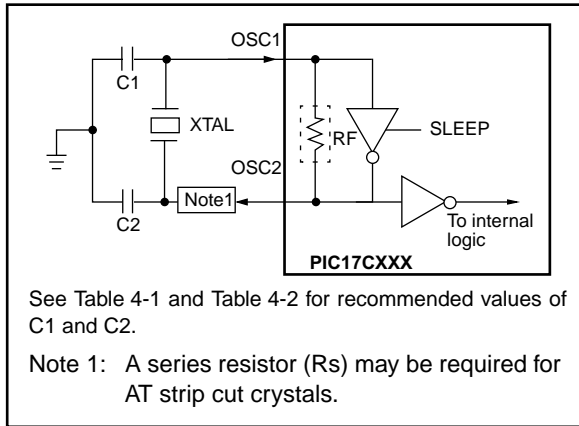 OSC1
C1
XTAL
RF
SLEEP
OSC2
Note1
C2
To internal
logic
PIC17CXXX
See Table 4-1 and Table 4-2 for recommended values of
C1 and C2.
Note 1: A series resistor (Rs) may be required for
AT strip cut crystals.